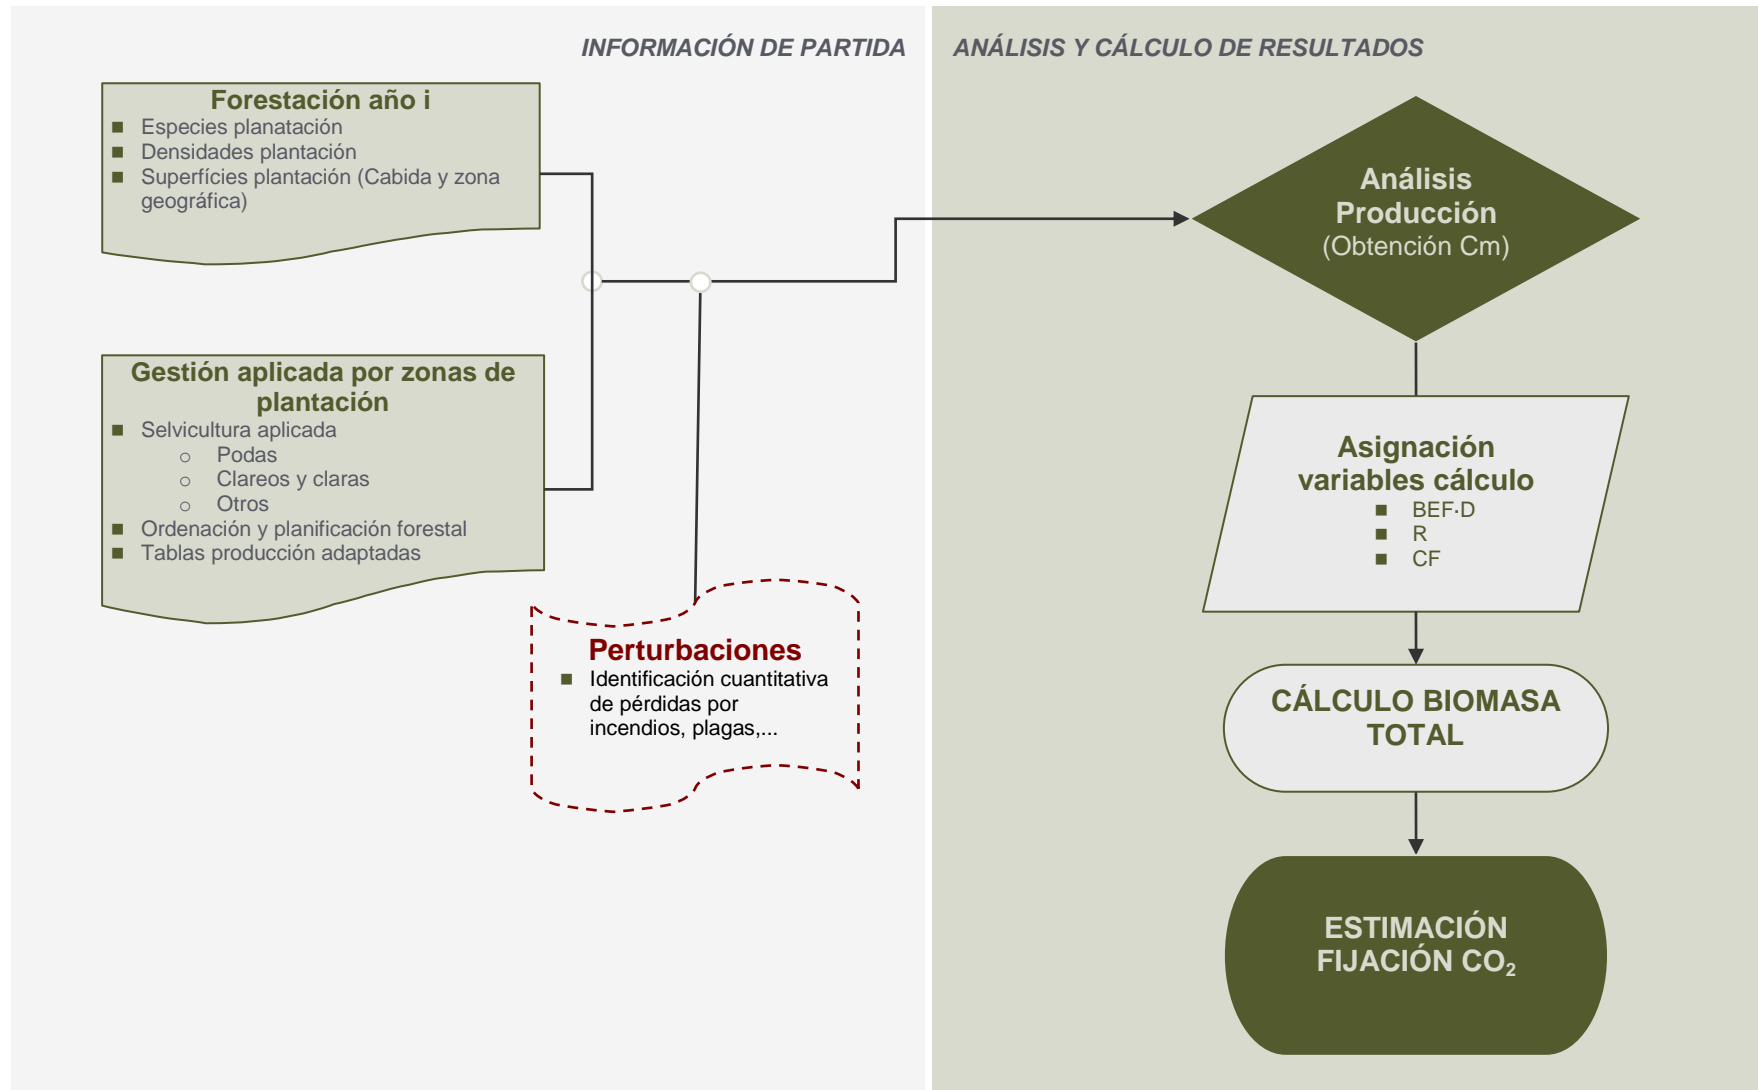 INFORMACIÓN DE PARTIDA
Forestación año i
Especies planatación
Densidades plantación
Superfícies plantación (Cabida y zona
geográfica)
Gestión aplicada por zonas de
plantación
Selvicultura aplicada
Podas
Clareos y claras
Otros
Ordenación y planificación forestal
Tablas producción adaptadas
Perturbaciones
Identificación cuantitativa
de pérdidas por
incendios, plagas,...
ANÁLISIS Y CÁLCULO DE RESULTADOS
Análisis
Producción
(Obtención Cm)
Asignación
variables cálculo
BEF·D
R
CF
CÁLCULO BIOMASA
TOTAL
ESTIMACIÓN
FIJACIÓN CO₂